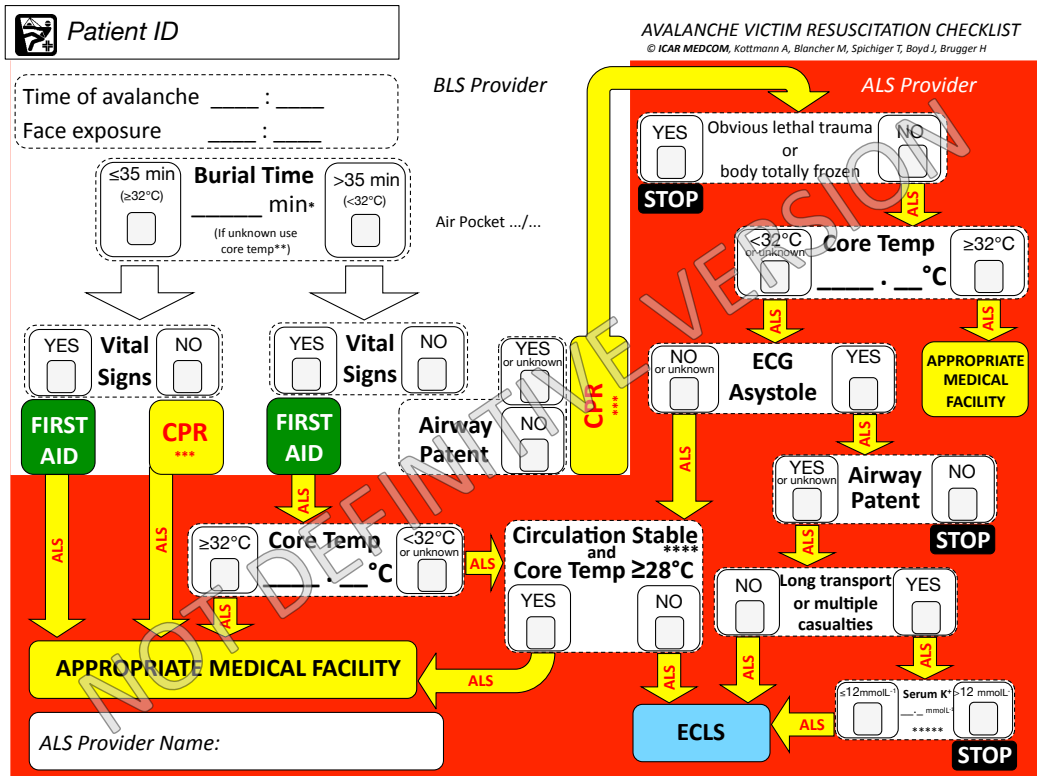 Patient ID
AVALANCHE VICTIM RESUSCITATION CHECKLIST
© ICAR MEDCOM, Kottmann A, Blancher M, Spichiger T, Boyd J, Brugger H
BLS Provider
ALS Provider
Time of avalanche ____ : ____
Face exposure ____ : ___
≤35 min
(≥32°C)
Burial Time
_____ min*
(If unknown use
core temp**)
>35 min
(<32°C)
Air Pocket .../...
YES
Vital
Signs
NO
YES
Vital
Signs
NO
FIRST
AID
CPR
***
FIRST
AID
Airway
Patent
YES
or unknown
NO
CPR
***
YES
Obvious lethal trauma
or
body totally frozen
NO
STOP
ALS
<32°C
or unknown
Core Temp
____ . __°C
≥32°C
ALS
ALS
NO
or unknown
ECG
Asystole
YES
APPROPRIATE
MEDICAL
FACILITY
ALS
ALS
YES
or unknown
Airway
Patent
NO
STOP
ALS
ALS
ALS
ALS
≥32°C
Core Temp
____ . __°C
<32°C
or unknown
ALS
ALS
Circulation Stable
****
and
Core Temp ≥28°C
YES
NO
NO
Long transport
or multiple
casualties
YES
APPROPRIATE MEDICAL FACILITY
ALS
ALS
ALS
ALS
≤12mmolL-1
Serum K+
__._ mmolL-1
*****
>12 mmolL-
STOP
ALS
ECLS
ALS Provider Name:
NOT DEFINITIVE VERSION